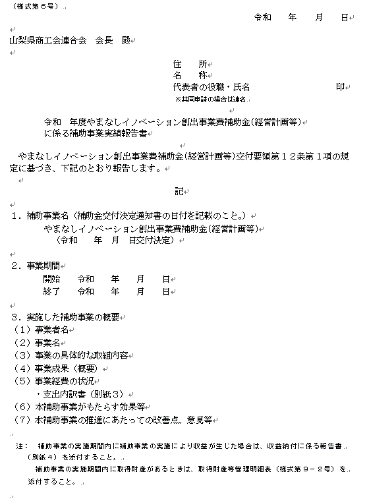 (様式第5号)
令和　　年　　月　　日
山梨県商工会連合会　会長　殿
住　　所
名　　称
代表者の役職・氏名　　　　　　　　　　印
※共同申請の場合は連名
令和　年度やまなしイノベーション創出事業費補助金(経営計画等)
に係る補助事業実績報告書
やまなしイノベーション創出事業費補助金(経営計画等)交付要領第12条第1項の規
定に基づき、下記のとおり報告します。
記
1．補助事業名（補助金交付決定通知書の日付を記載のこと。）
やまなしイノベーション創出事業費補助金(経営計画等)
（令和　　年　月　日交付決定）
2．事業期間
開始　　令和　　年　　月　　日
終了　　令和　　年　　月　　日
3．実施した補助事業の概要
（1）事業者名
（2）事業名
（3）事業の具体的な取組内容
（4）事業成果（概要）
（5）事業経費の状況
・支出内訳書（別紙3）
（6）本補助事業がもたらす効果等
（7）本補助事業の推進にあたっての改善点、意見等
注：　補助事業の実施期間内に補助事業の実施により収益が生じた場合は、収益納付に係る報告書
（別紙4）を添付すること。
補助事業の実施期間内に取得財産があるときは、取得財産等管理明細表（様式第9－2号）を
添付すること。